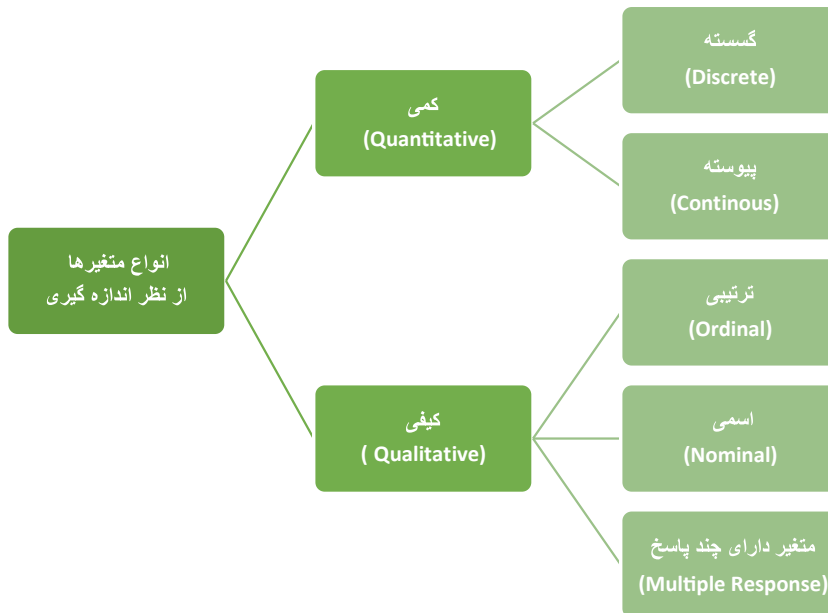 انواع متغیرها
از نظر اندازه گیری
کمی
(Quantitative)
گسسته
(Discrete)
پیوسته
(Continous)
کیفی
( Qualitative)
ترتیبی
(Ordinal)
اسمی
(Nominal)
متغیر دارای چند پاسخ
(Multiple Response)